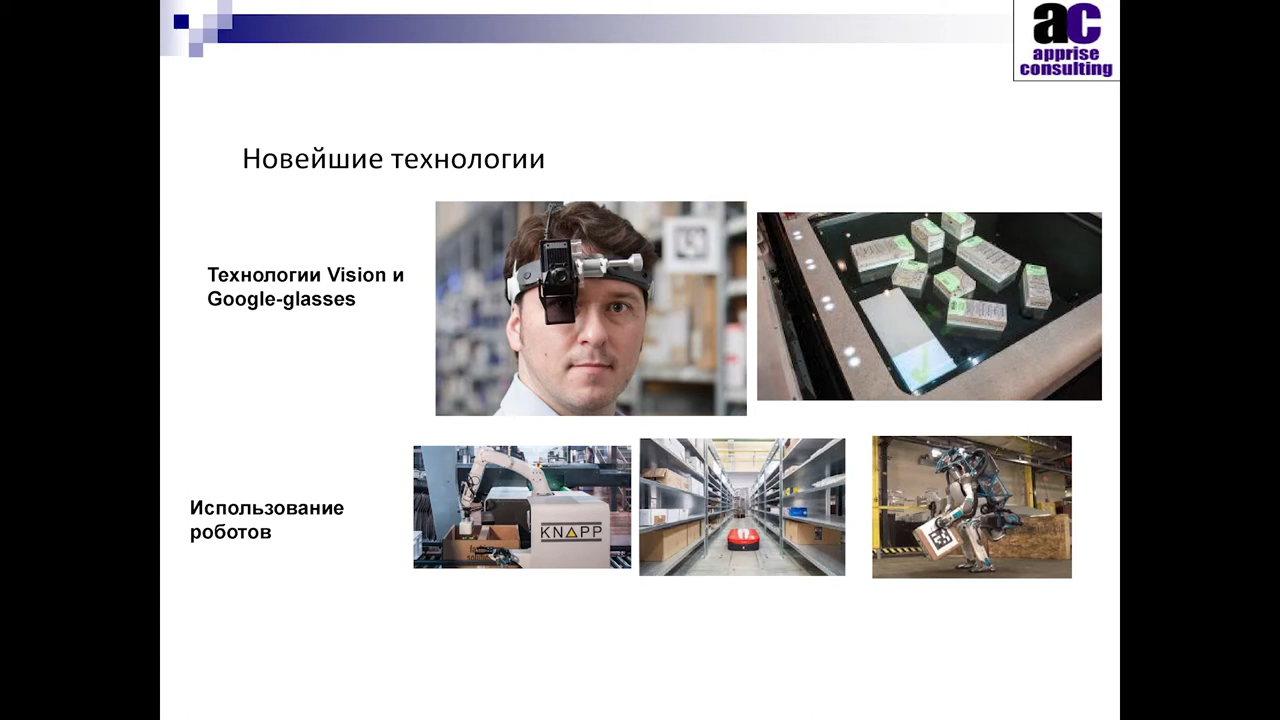 ac
apprise
consulting
Новейшие технологии
Технологии Vision и
Google-glasses
Использование
роботов
KNAPP